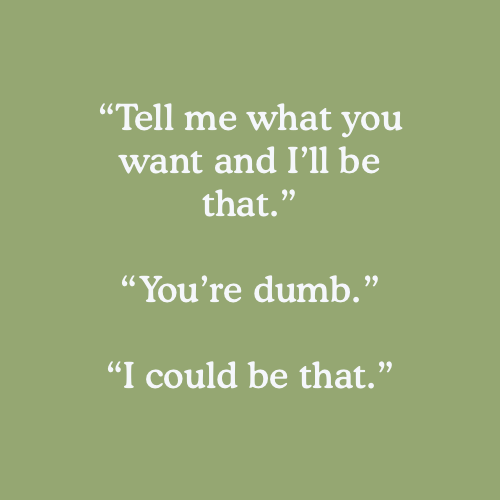 “Tell me what you
want and I’ll be
that.”
“You’re dumb.”
“I could be that.”